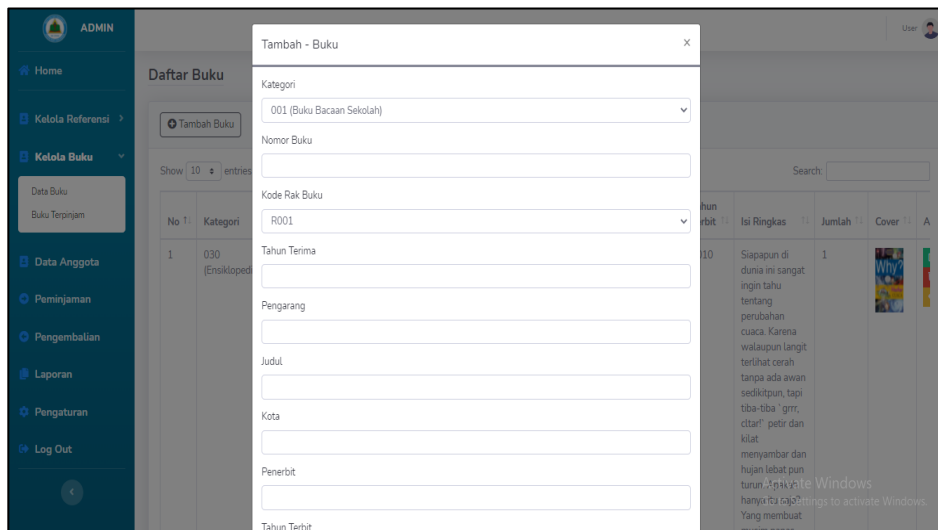 ADMIN
User
Home
Kelola Referensi
Kelola Buku
Data Buku
Buku Terpinjam
Data Anggota
Peminjaman
Pengembalian
Laporan
Pengaturan
Log Out
Daftar Buku
Tambah Buku
Show 10 entries
Search:
No
Kategori
Isi Ringkas
Jumlah
Cover
1
030
Siapapun di
dunia ini sangat
ingin tahu
tentang
perubahan
cuaca. Karena
walaupun langit
terlihat cerah
tanpa ada awan
sedikitpun, tapi
tiba-tiba "grrr,
cltar!" petir dan
kilat
menyambar dan
hujan lebat pun
Yang membuat
1
Why?
Tambah - Buku
X
Kategori
001 (Buku Bacaan Sekolah)
Nomor Buku
Kode Rak Buku
R001
Tahun Terima
Pengarang
Judul
Kota
Penerbit
Tahun Terbit
Activate Windows
Go to Settings to activate Windows.